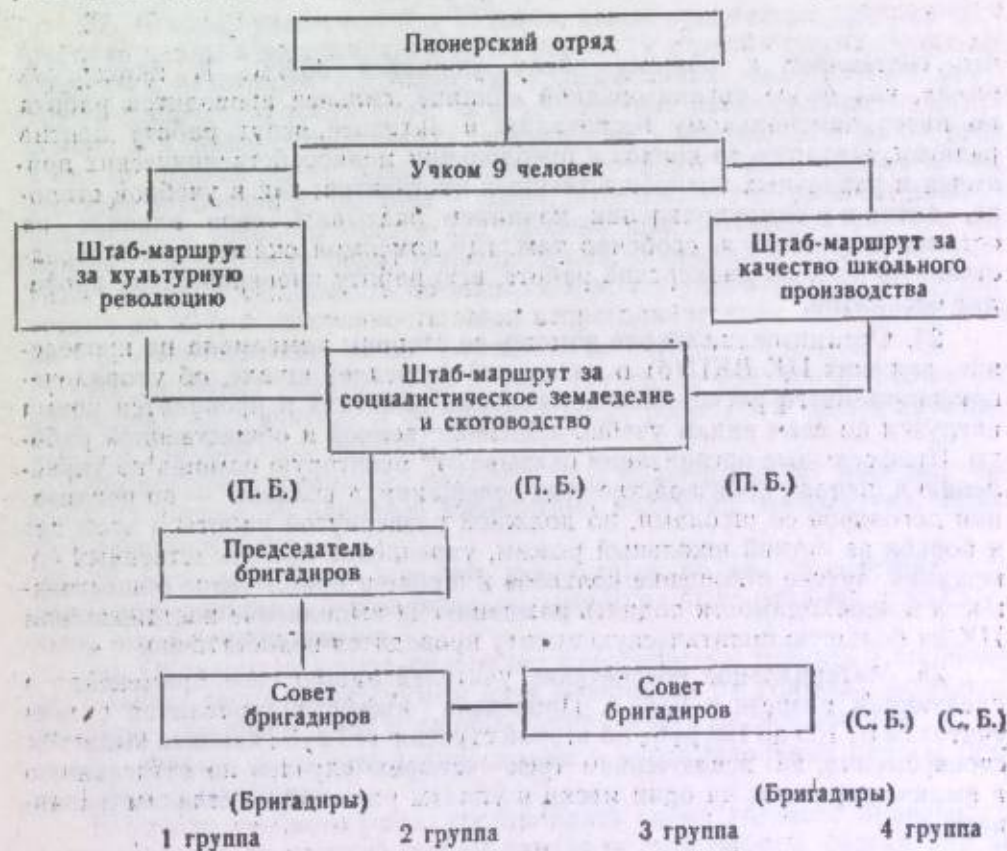 Пионерский отряд
Учком 9 человек
Штаб-маршрут
за культурную
революцию
Штаб-маршрут за
качество школьного
производства
Штаб-маршрут за
социалистическое земледелие
и скотоводство
(П. Б.) (П. Б.) (П. Б.)
Председатель
бригадиров
Совет
бригадиров
Совет
бригадиров
(С. Б.) (С. Б.)
(Бригадиры) (Бригадиры)
1 группа 2 группа 3 группа 4 группа